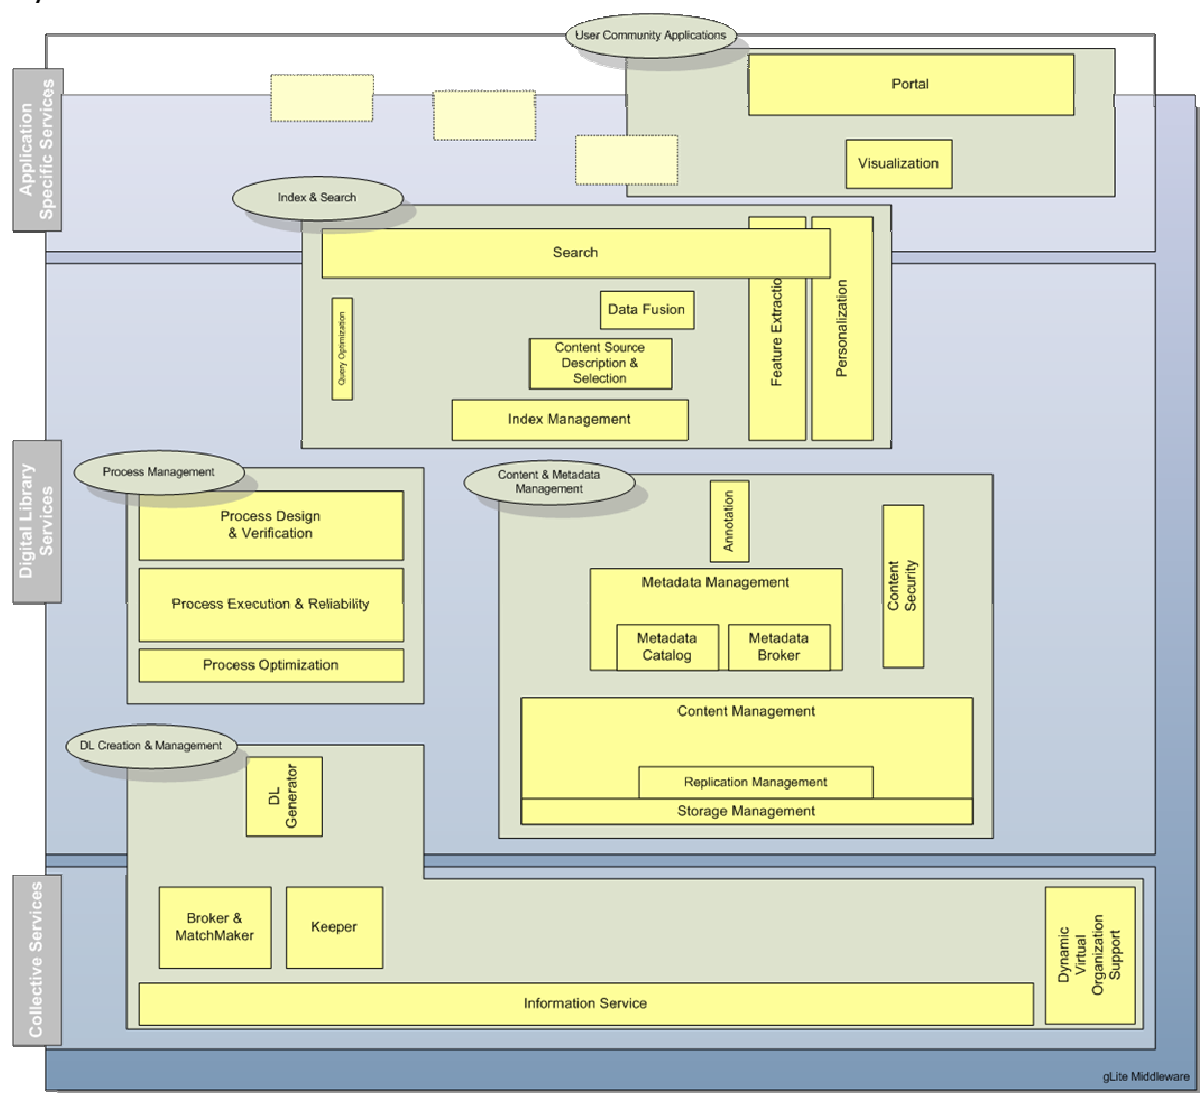 User Community Applications
Portal
Visualization
Application
Specific Services
Index & Search
Search
Feature Extractio
Personalization
Query Optimization
Data Fusion
Content Source
Description &
Selection
Index Management
Digital Library
Services
Process Management
Process Design
& Verification
Process Execution & Reliability
Process Optimization
Content & Metadata
Management
Annotation
Content
Security
Metadata Management
Metadata
Catalog
Metadata
Broker
Content Management
Replication Management
Storage Management
DL Creation & Management
DL
Generator
Collective Services
Broker &
MatchMaker
Keeper
Dynamic
Virtual
Organization
Support
Information Service
gLite Middleware